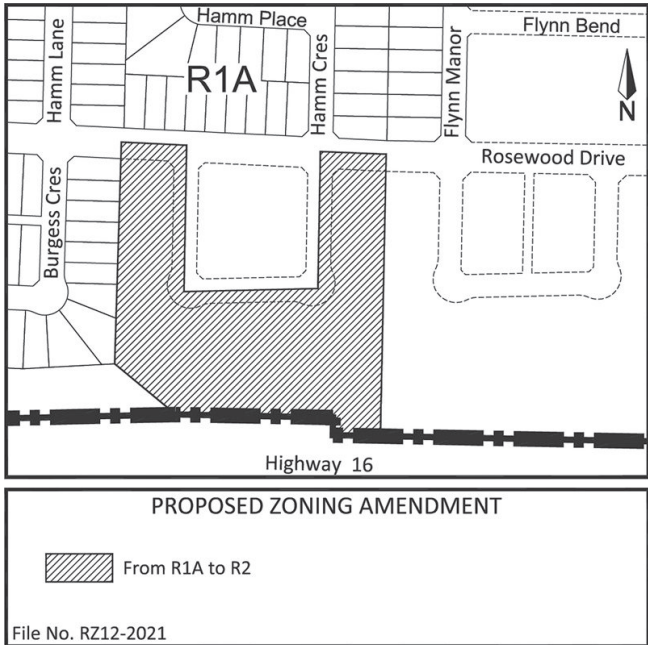 Hamm Place
Flynn Bend
Hamm Lane
R1A
Hamm Cres
Flynn Manor
N
Rosewood Drive
Burgess Cres
Highway 16
PROPOSED ZONING AMENDMENT
From R1A to R2
File No. RZ12-2021